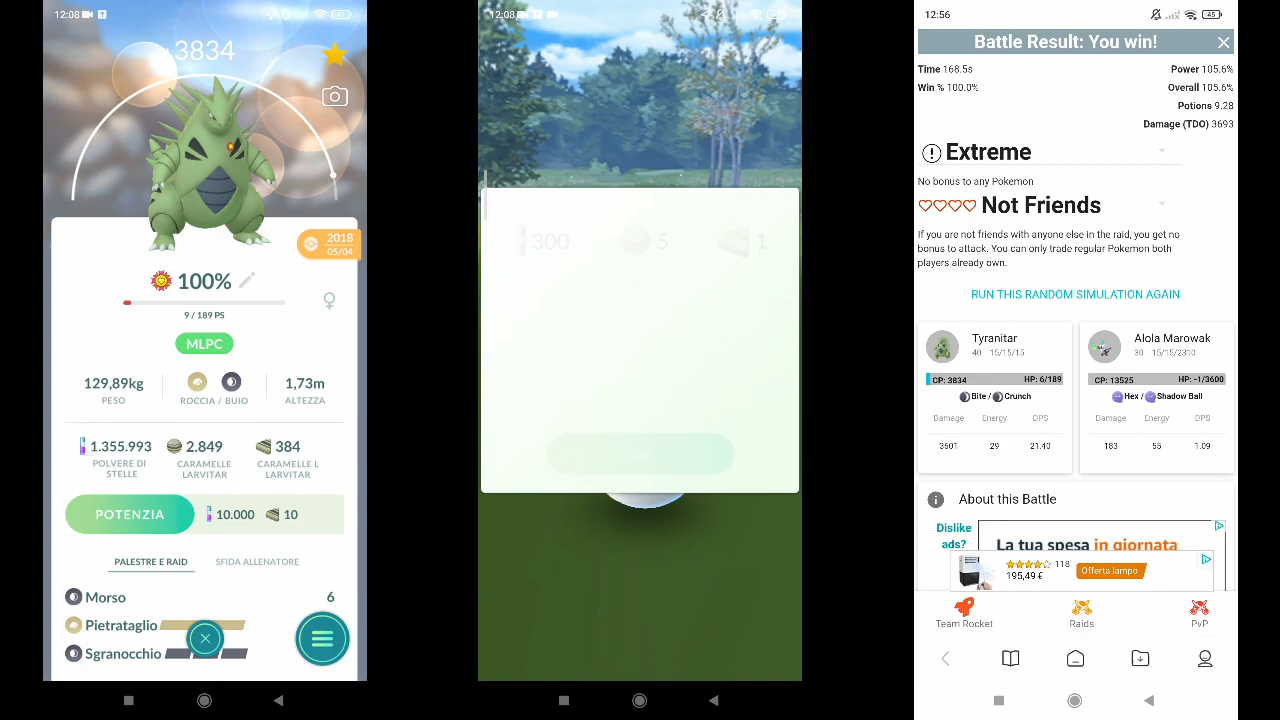 12:08
67
3834
2018
05/04
100%
9 / 189 PS
MLPC
129,89kg
PESO
ROCCIA / BUIO
1,73m
ALTEZZA
1.355.993
POLVERE DI
STELLE
2.849
CARAMELLE
LARVITAR
384
CARAMELLE L
LARVITAR
POTENZIA
10.000
10
PALESTRE E RAID
SFIDA ALLENATORE
Morso
6
Pietrataglio
Sgranocchio
12:08
300
5
1
12:56
45
Battle Result: You win!
Time 168.5s
Power 105.6%
Win % 100.0%
Overall 105.6%
Potions 9.28
Damage (TDO) 3693
Extreme
No bonus to any Pokemon
Not Friends
If you are not friends with anyone else in the raid, you get no
bonus to attack. You can only trade regular Pokemon both
players already own.
RUN THIS RANDOM SIMULATION AGAIN
Tyranitar
40 15/15/15
CP: 3834
HP: 6/189
Bite / Crunch
Damage Energy DPS
3601 29 21.40
Alola Marowak
30 15/15/2310
CP: 13525
HP: -1/3600
Hex / Shadow Ball
Damage Energy DPS
183 55 1.09
About this Battle
Dislike
ads?
La tua spesa in giornata
118
195,49 €
Offerta lampo
Team Rocket
Raids
PvP